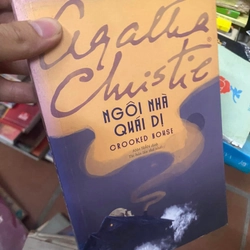 Agatha
Christie
NGÔI NHÀ
QUÁI DỊ
CROOKED HOUSE